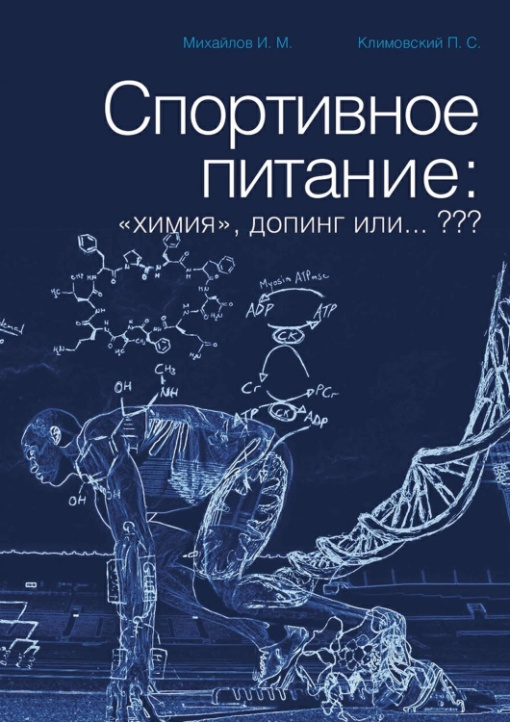 Михайлов И. М. Климовский П. С.
Спортивное
питание:
«химия», допинг или... ???
Myosin ATPase
ADP ATP
CK
Cr PCr
ATP CK ADP
CH₃
NH
OH
OH OH